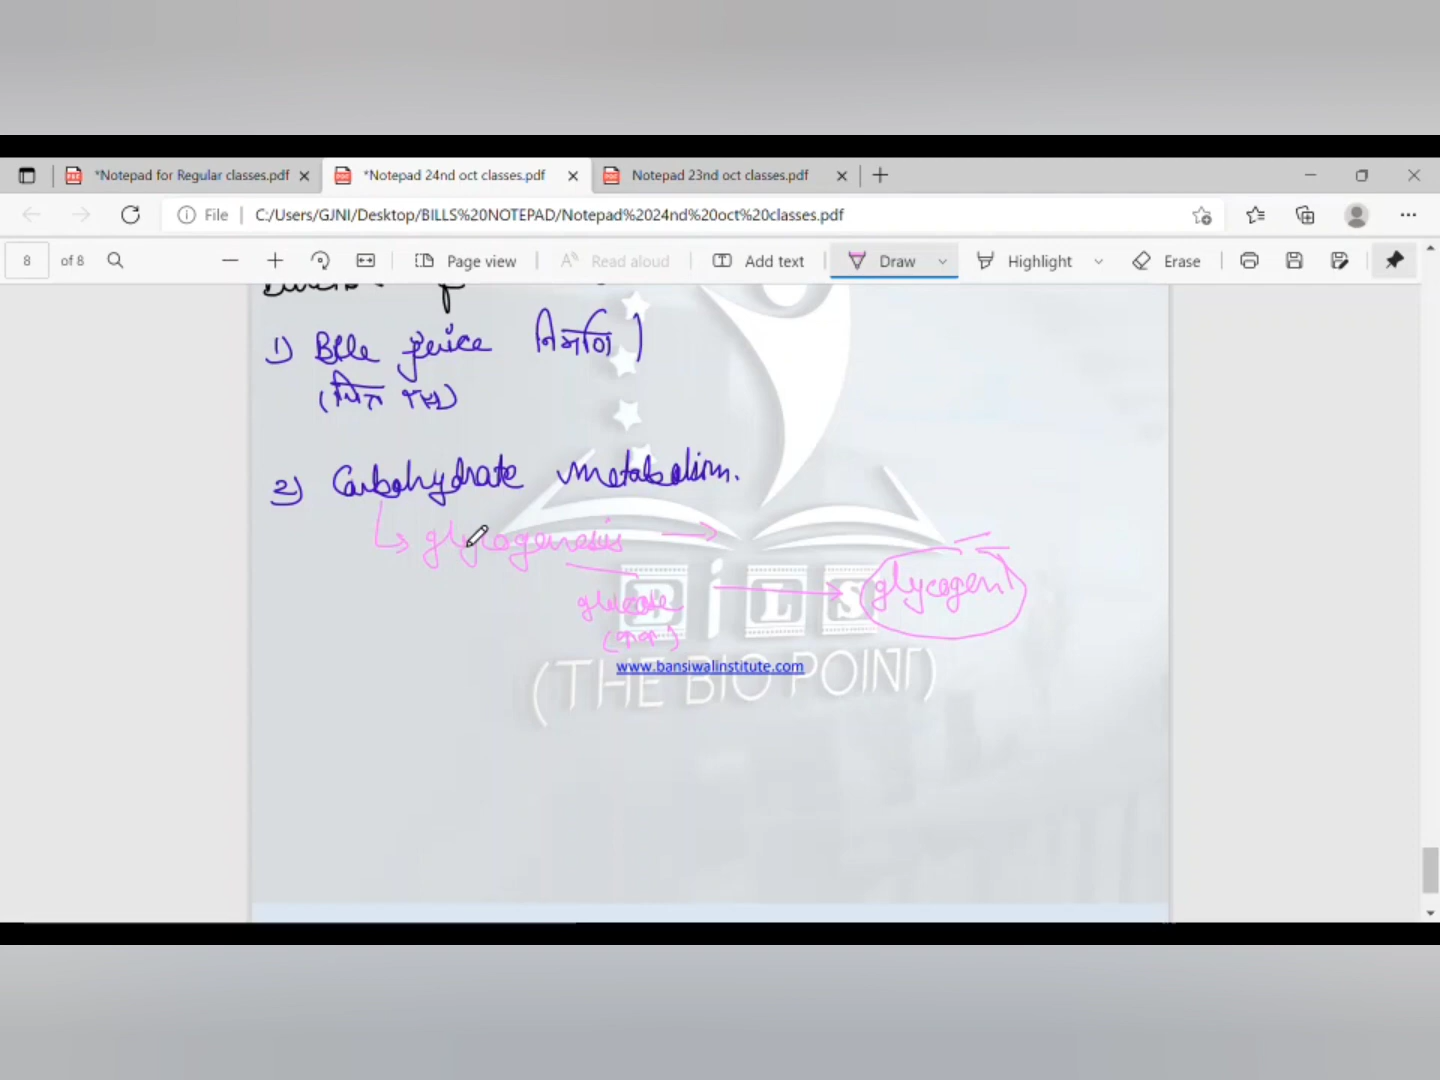 *Notepad for Regular classes.pdf
*Notepad 24nd oct classes.pdf
Notepad 23nd oct classes.pdf
File
C:/Users/GJNI/Desktop/BILLS%20NOTEPAD/Notepad%2024nd%20oct%20classes.pdf
8 of 8
Page view
Read aloud
Add text
Draw
Highlight
Erase
1) Bile juice
(पित्त रस)
2) Carbohydrate metabolism.
glycogenesis
glucose glycogen
BiLS
www.bansiwalinstitute.com
(THE BIO POINT)